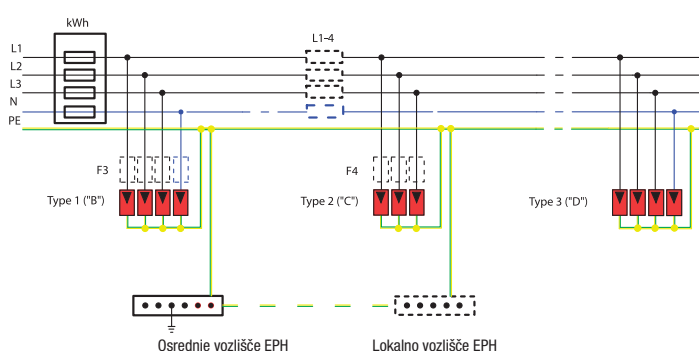 kWh
L1-4
L1
L2
L3
N
PE
F3
F4
Type 1 ("B")
Type 2 ("C")
Type 3 ("D")
Osrednje vozlišče EPH
Lokalno vozlišče EPH